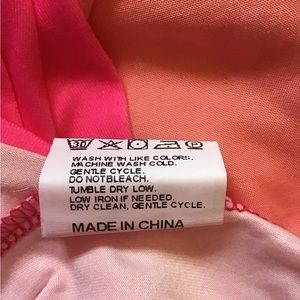 30
WASH WITH LIKE COLORS.
MACHINE WASH COLD.
GENTLE CYCLE.
DO NOT BLEACH.
TUMBLE DRY LOW.
LOW IRON IF NEEDED.
DRY CLEAN, GENTLE CYCLE.
MADE IN CHINA